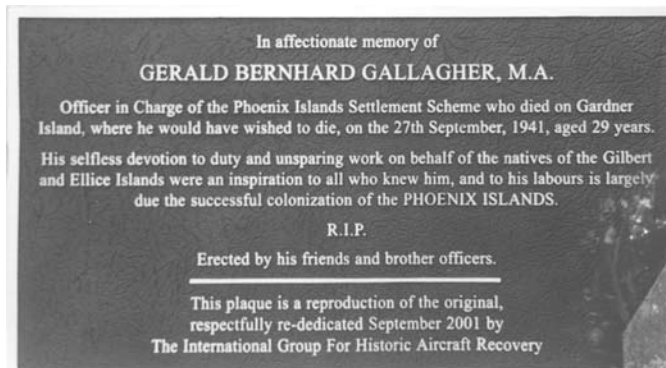 In affectionate memory of
GERALD BERNHARD GALLAGHER, M.A.
Officer in Charge of the Phoenix Islands Settlement Scheme who died on Gardner
Island, where he would have wished to die, on the 27th September, 1941, aged 29 years.
His selfless devotion to duty and unsparing work on behalf of the natives of the Gilbert
and Ellice Islands were an inspiration to all who knew him, and to his labours is largely
due the successful colonization of the PHOENIX ISLANDS.
R.I.P.
Erected by his friends and brother officers.
This plaque is a reproduction of the original,
respectfully re-dedicated September 2001 by
The International Group For Historic Aircraft Recovery